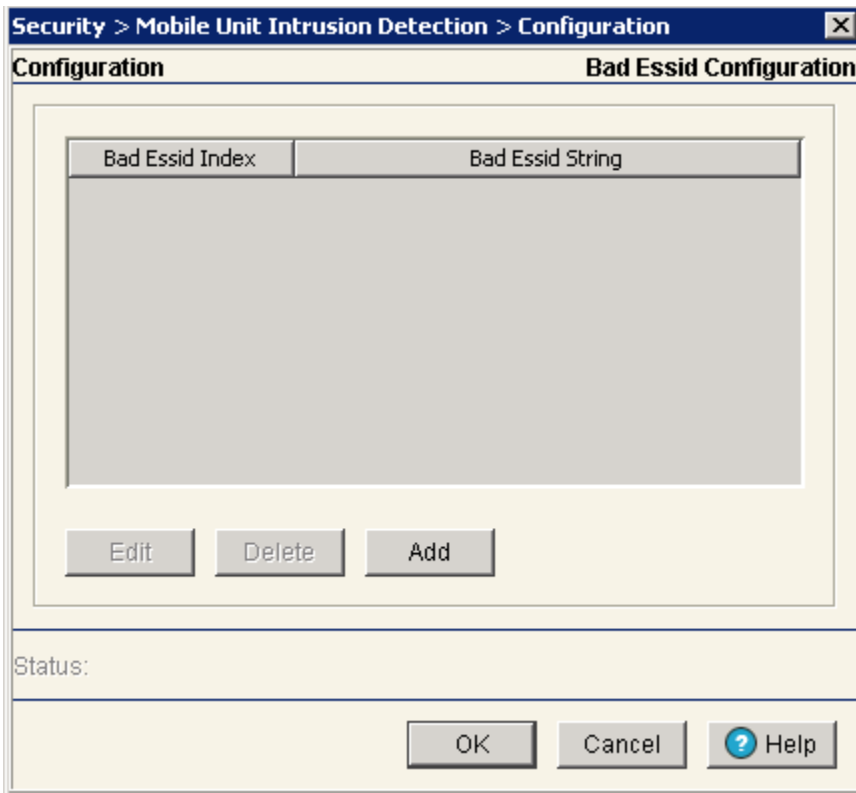 Security > Mobile Unit Intrusion Detection > Configuration
Configuration Bad Essid Configuration
Bad Essid Index Bad Essid String
Edit Delete Add
Status:
OK Cancel ? Help